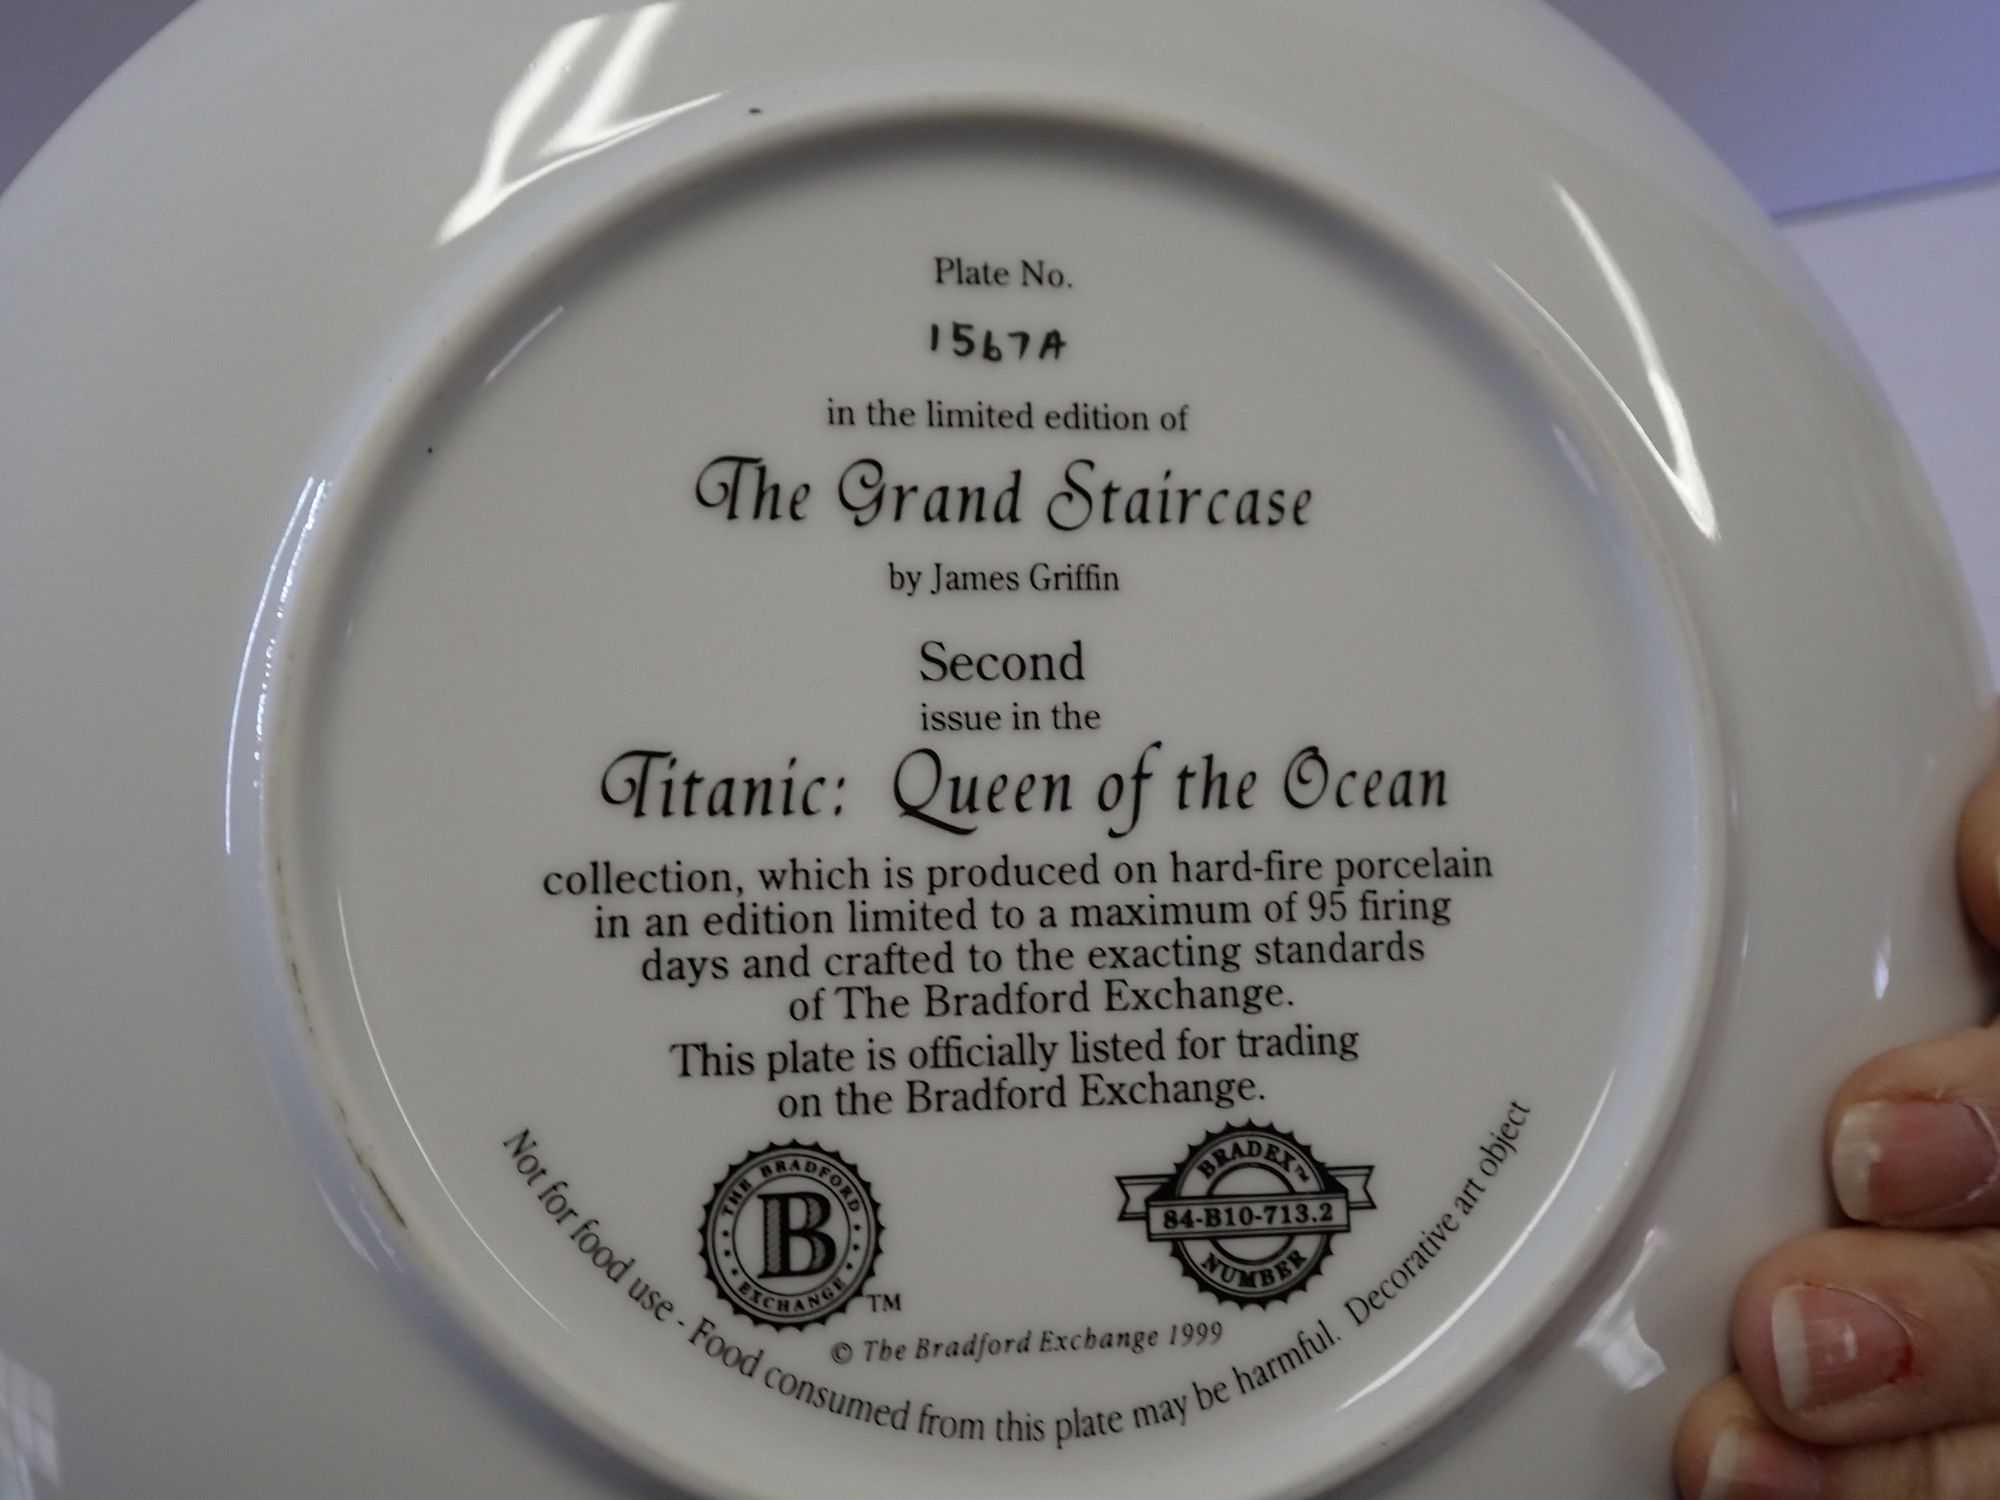 Plate No.
1567A
in the limited edition of
The Grand Staircase
by James Griffin
Second
issue in the
Titanic: Queen of the Ocean
collection, which is produced on hard-fire porcelain
in an edition limited to a maximum of 95 firing
days and crafted to the exacting standards
of The Bradford Exchange.
This plate is officially listed for trading
on the Bradford Exchange.
THE BRADFORD
B
EXCHANGE
TM
BRADEX™
84-B10-713.2
NUMBER
© The Bradford Exchange 1999
Not for food use - Food consumed from this plate may be harmful. Decorative art object